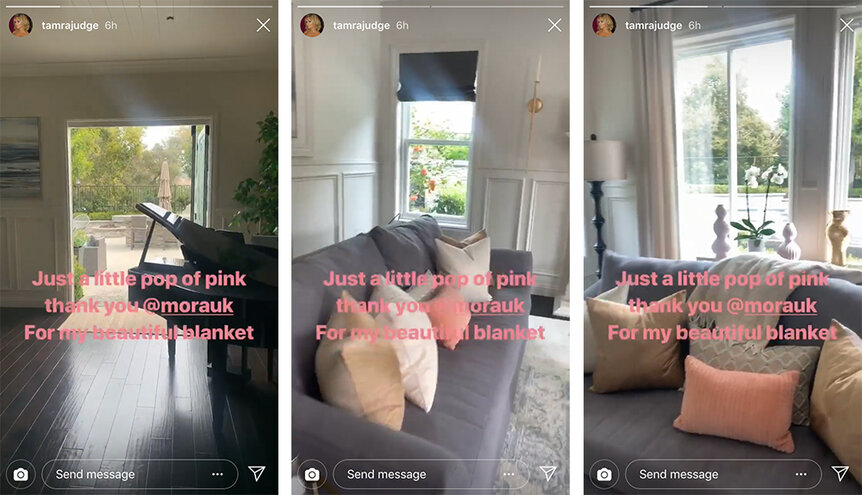 tamrajudge 6h
Just a little pop of pink
thank you @morauk
For my beautiful blanket
Send message
tamrajudge 6h
Just a little pop of pink
thank you @morauk
For my beautiful blanket
Send message
tamrajudge 6h
Just a little pop of pink
thank you @morauk
For my beautiful blanket
Send message